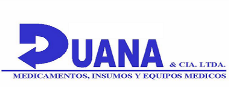 DUANA & CIA. LTDA.
MEDICAMENTOS, INSUMOS Y EQUIPOS MEDICOS